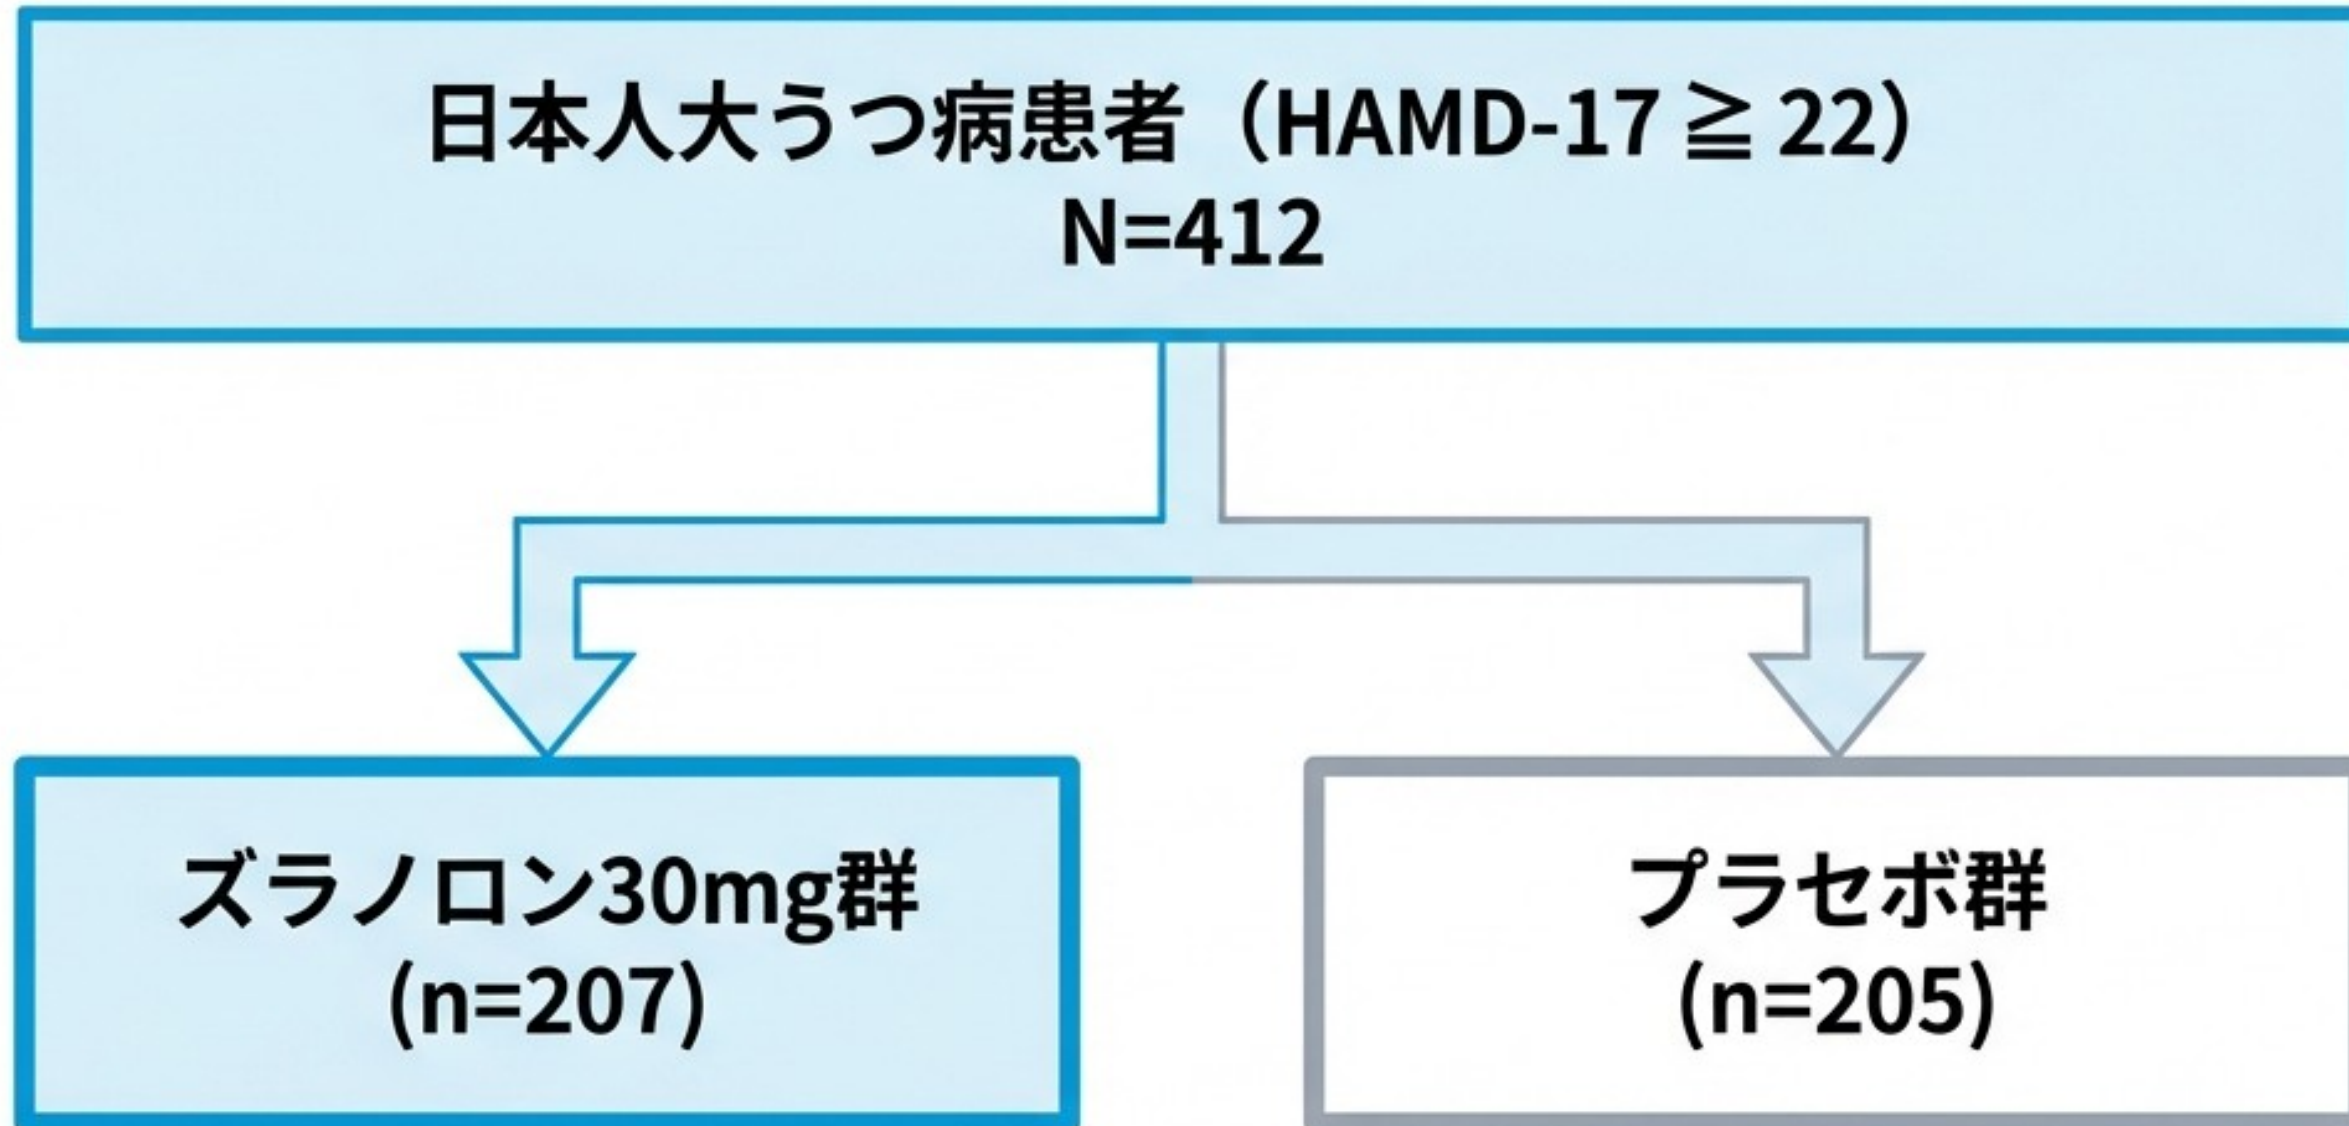 日本人大うつ病患者（HAMD-17 ≧ 22）
N=412
ズラノロン30mg群
(n=207)
プラセボ群
(n=205)